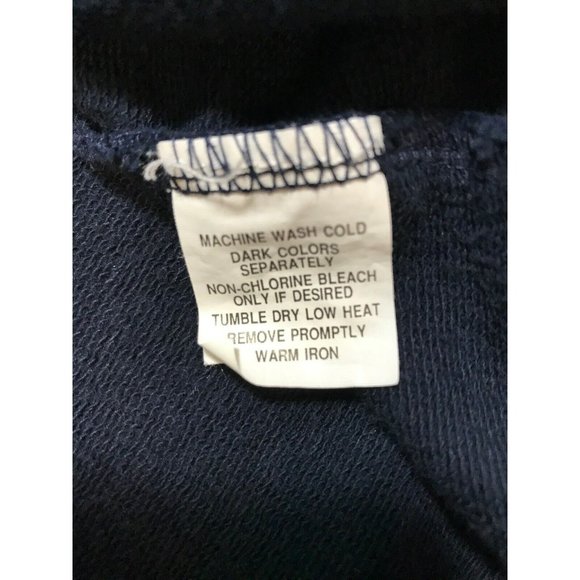 MACHINE WASH COLD
DARK COLORS
SEPARATELY
NON-CHLORINE BLEACH
ONLY IF DESIRED
TUMBLE DRY LOW HEAT
REMOVE PROMPTLY
WARM IRON